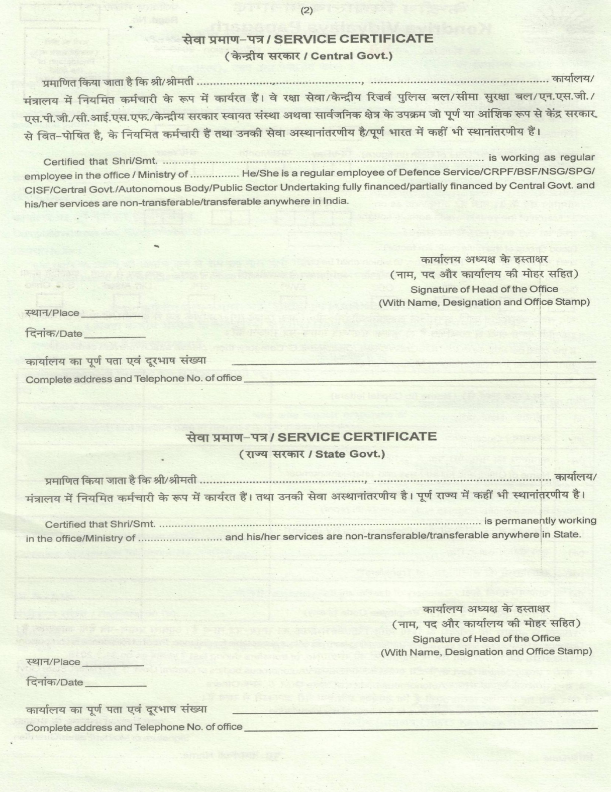 (2)
सेवा प्रमाण-पत्र / SERVICE CERTIFICATE
( केन्द्रीय सरकार / Central Govt.)
प्रमाणित किया जाता है कि श्री/श्रीमती ......................................................, ...................................................... कार्यालय/
मंत्रालय में नियमित कर्मचारी के रूप में कार्यरत हैं। वे रक्षा सेवा/केन्द्रीय रिजर्व पुलिस बल/सीमा सुरक्षा बल/एन.एस.जी./
एस.पी.जी./सी.आई.एस.एफ./केन्द्रीय सरकार स्वायत संस्था अथवा सार्वजनिक क्षेत्र के उपक्रम जो पूर्ण या आंशिक रूप से केंद्र सरकार
से वित-पोषित है, के नियमित कर्मचारी हैं तथा उनकी सेवा अस्थानांतरणीय है/पूर्ण भारत में कहीं भी स्थानांतरणीय हैं।
Certified that Shri/Smt. ................................................................................ is working as regular
employee in the office / Ministry of ............... He/She is a regular employee of Defence Service/CRPF/BSF/NSG/SPG/
CISF/Central Govt./Autonomous Body/Public Sector Undertaking fully financed/partially financed by Central Govt. and
his/her services are non-transferable/transferable anywhere in India.
कार्यालय अध्यक्ष के हस्ताक्षर
( नाम, पद और कार्यालय की मोहर सहित)
Signature of Head of the Office
(With Name, Designation and Office Stamp)
स्थान/Place ____________
दिनांक/Date ____________
कार्यालय का पूर्ण पता एवं दूरभाष संख्या ____________
Complete address and Telephone No. of office ____________
सेवा प्रमाण-पत्र / SERVICE CERTIFICATE
( राज्य सरकार / State Govt.)
प्रमाणित किया जाता है कि श्री/श्रीमती ......................................................, ...................................................... कार्यालय/
मंत्रालय में नियमित कर्मचारी के रूप में कार्यरत हैं। तथा उनकी सेवा अस्थानांतरणीय है। पूर्ण राज्य में कहीं भी स्थानांतरणीय है।
Certified that Shri/Smt. ................................................................................ is permanently working
in the office/Ministry of ..................... and his/her services are non-transferable/transferable anywhere in State.
कार्यालय अध्यक्ष के हस्ताक्षर
( नाम, पद और कार्यालय की मोहर सहित)
Signature of Head of the Office
(With Name, Designation and Office Stamp)
स्थान/Place ____________
दिनांक/Date ____________
कार्यालय का पूर्ण पता एवं दूरभाष संख्या ____________
Complete address and Telephone No. of office ____________